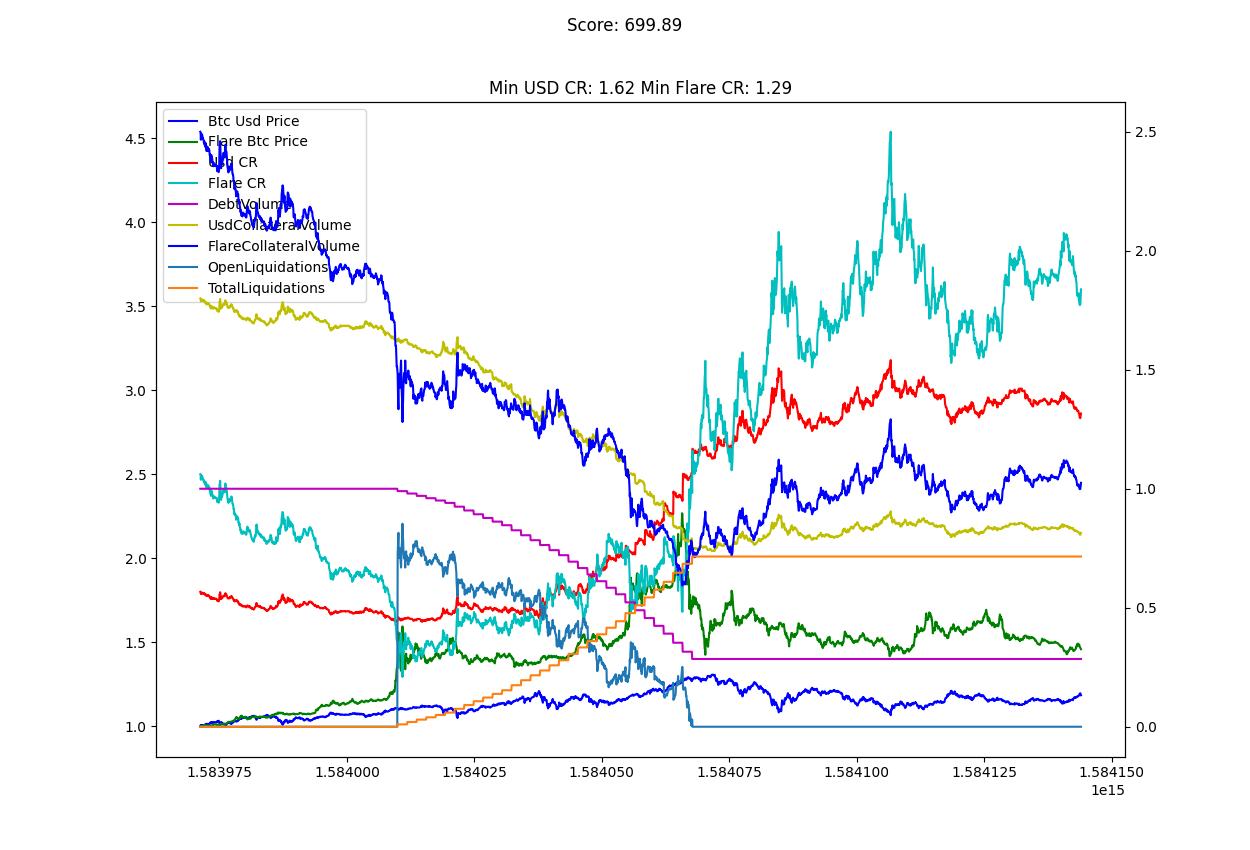 Score: 699.89
Min USD CR: 1.62 Min Flare CR: 1.29
Btc Usd Price
Flare Btc Price
Usd CR
Flare CR
DebtVolume
UsdCollateralVolume
FlareCollateralVolume
OpenLiquidations
TotalLiquidations
4.5
4.0
3.5
3.0
2.5
2.0
1.5
1.0
2.5
2.0
1.5
1.0
0.5
0.0
1.583975 1.584000 1.584025 1.584050 1.584075 1.584100 1.584125 1.584150
1e15